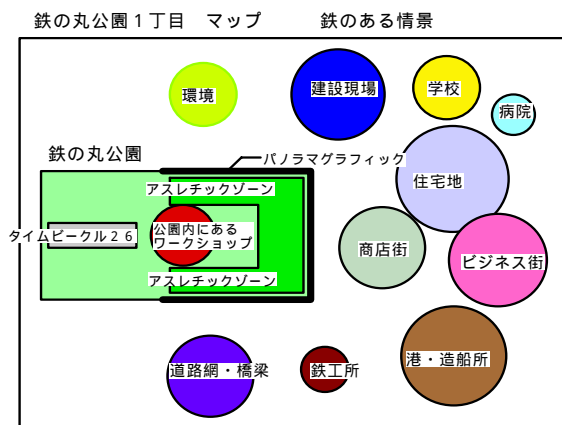 鉄の丸公園１丁目　マップ　　鉄のある情景
環境
建設現場
学校
病院
鉄の丸公園
パノラマグラフィック
アスレチックゾーン
住宅地
タイムビークル２６
公園内にある
ワークショップ
商店街
ビジネス街
アスレチックゾーン
道路網・橋梁
鉄工所
港・造船所